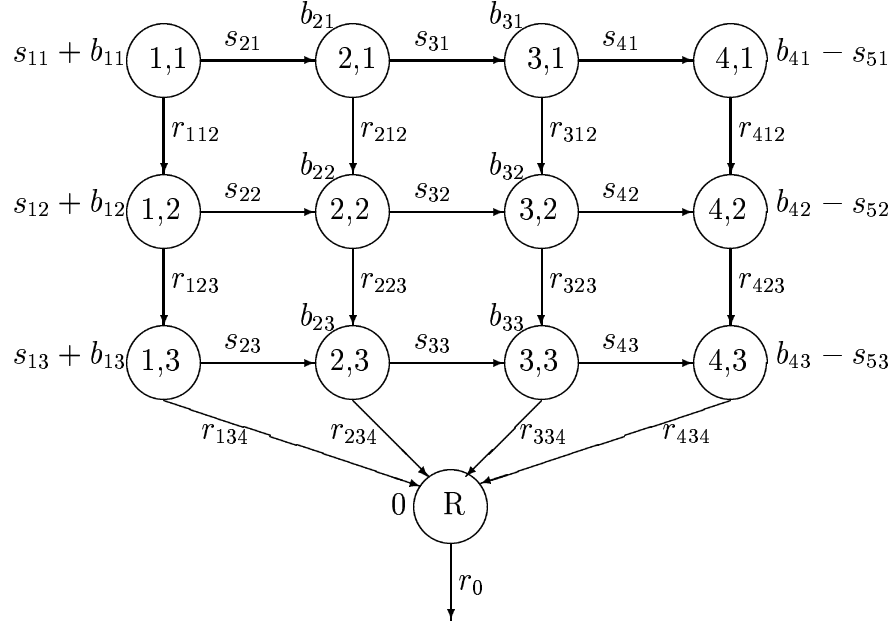 b₂₁ b₃₁
s₁₁ + b₁₁ 1,1 s₂₁ 2,1 s₃₁ 3,1 s₄₁ 4,1 b₄₁ − s₅₁
r₁₁₂ r₂₁₂ r₃₁₂ r₄₁₂
b₂₂ b₃₂
s₁₂ + b₁₂ 1,2 s₂₂ 2,2 s₃₂ 3,2 s₄₂ 4,2 b₄₂ − s₅₂
r₁₂₃ r₂₂₃ r₃₂₃ r₄₂₃
b₂₃ b₃₃
s₁₃ + b₁₃ 1,3 s₂₃ 2,3 s₃₃ 3,3 s₄₃ 4,3 b₄₃ − s₅₃
r₁₃₄ r₂₃₄ r₃₃₄ r₄₃₄
0 R
r₀